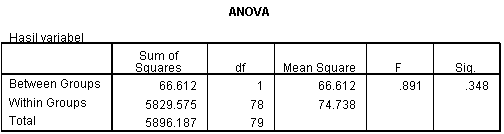 ANOVA
Hasil variabel
Sum of Squares df Mean Square F Sig.
Between Groups 66.612 1 66.612 .891 .348
Within Groups 5829.575 78 74.738
Total 5896.187 79